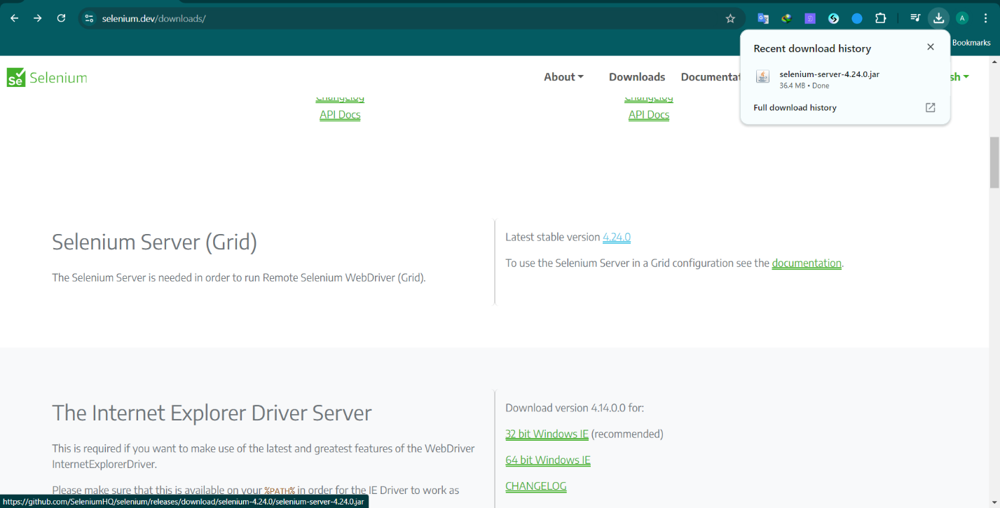 selenium.dev/downloads/
A
Bookmarks
Recent download history
selenium-server-4.24.0.jar
36.4 MB • Done
Full download history
Se Selenium
About
Downloads
Documentat
sh
Changelog
Changelog
API Docs
API Docs
Selenium Server (Grid)
The Selenium Server is needed in order to run Remote Selenium WebDriver (Grid).
Latest stable version 4.24.0
To use the Selenium Server in a Grid configuration see the documentation.
The Internet Explorer Driver Server
This is required if you want to make use of the latest and greatest features of the WebDriver
InternetExplorerDriver.
Please make sure that this is available on your %PATH% in order for the IE Driver to work as
Download version 4.14.0.0 for:
32 bit Windows IE (recommended)
64 bit Windows IE
CHANGELOG
https://github.com/SeleniumHQ/selenium/releases/download/selenium-4.24.0/selenium-server-4.24.0.jar